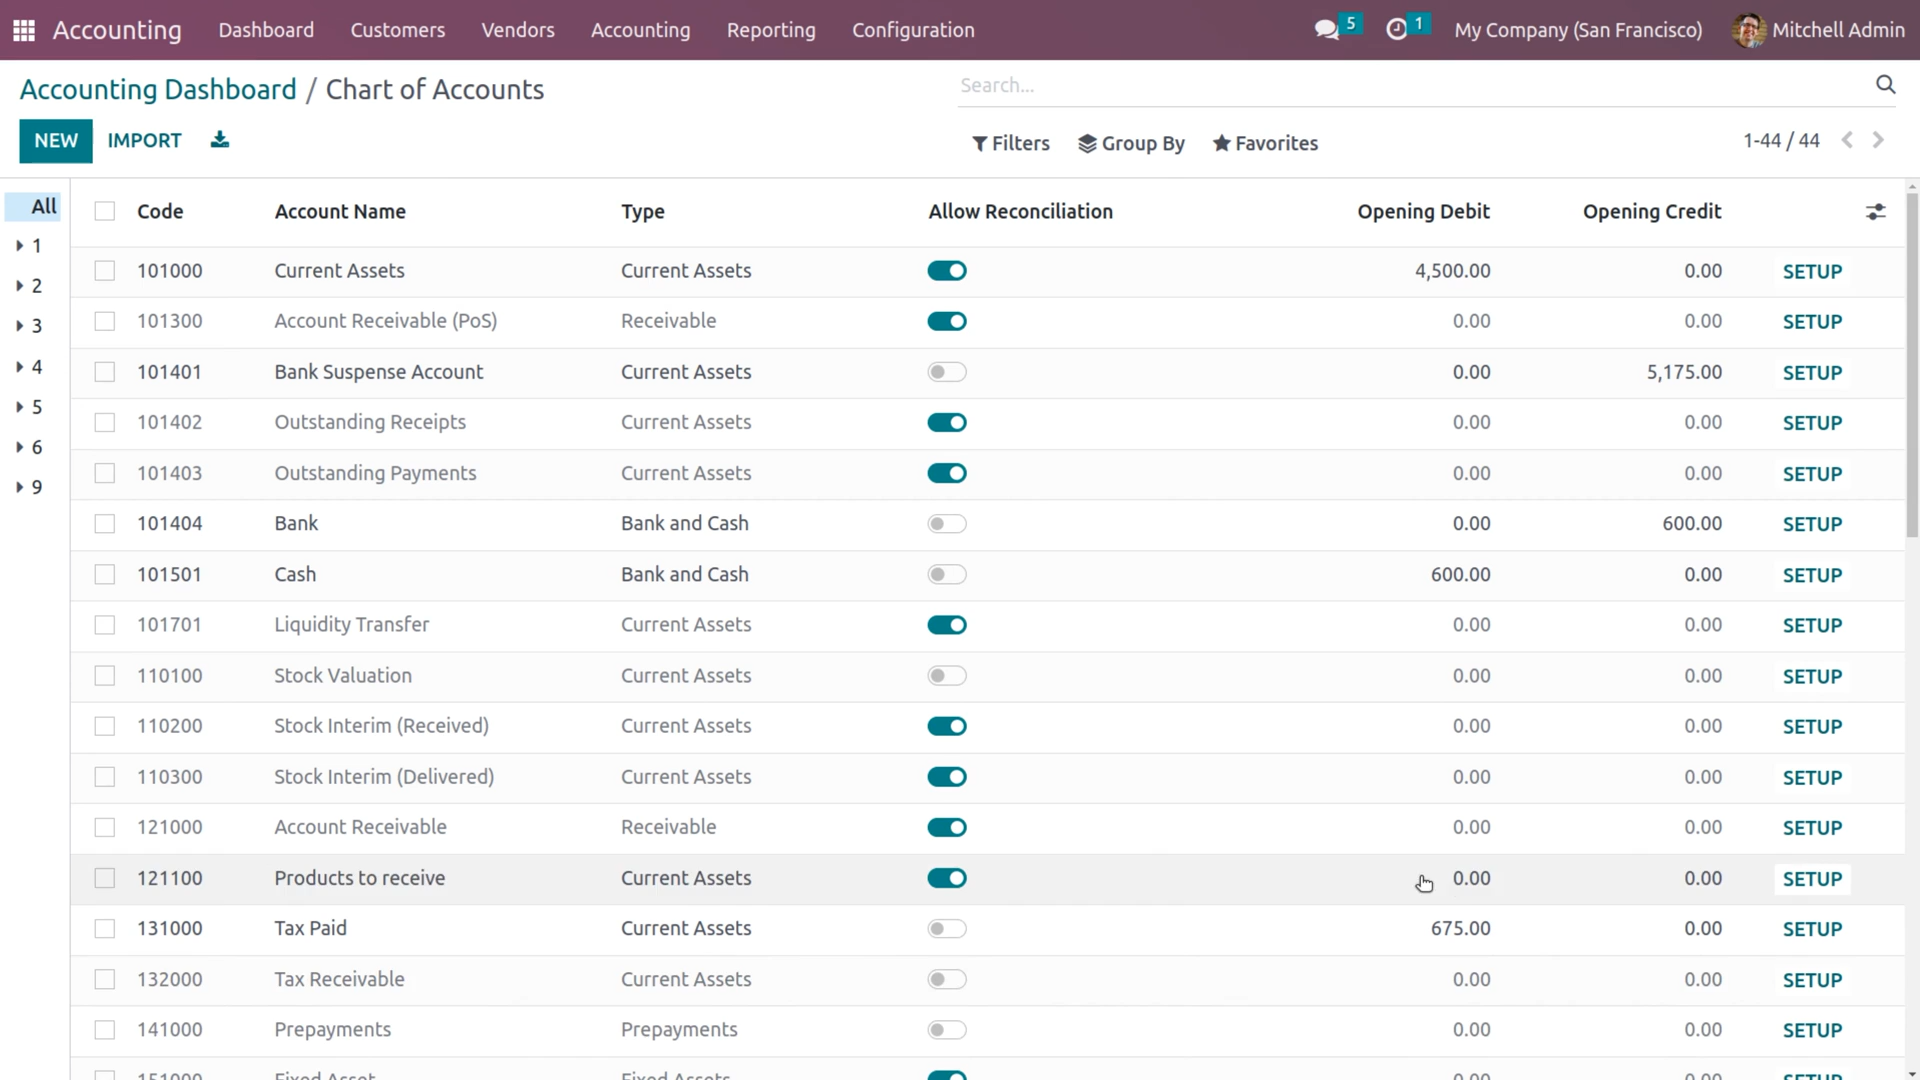 Accounting Dashboard Customers Vendors Accounting Reporting Configuration 5 1 My Company (San Francisco) Mitchell Admin
Accounting Dashboard / Chart of Accounts Search...
NEW IMPORT Filters Group By Favorites 1-44 / 44
All Code Account Name Type Allow Reconciliation Opening Debit Opening Credit
1
2
3
4
5
6
9
101000 Current Assets Current Assets 4,500.00 0.00 SETUP
101300 Account Receivable (PoS) Receivable 0.00 0.00 SETUP
101401 Bank Suspense Account Current Assets 0.00 5,175.00 SETUP
101402 Outstanding Receipts Current Assets 0.00 0.00 SETUP
101403 Outstanding Payments Current Assets 0.00 0.00 SETUP
101404 Bank Bank and Cash 0.00 600.00 SETUP
101501 Cash Bank and Cash 600.00 0.00 SETUP
101701 Liquidity Transfer Current Assets 0.00 0.00 SETUP
110100 Stock Valuation Current Assets 0.00 0.00 SETUP
110200 Stock Interim (Received) Current Assets 0.00 0.00 SETUP
110300 Stock Interim (Delivered) Current Assets 0.00 0.00 SETUP
121000 Account Receivable Receivable 0.00 0.00 SETUP
121100 Products to receive Current Assets 0.00 0.00 SETUP
131000 Tax Paid Current Assets 675.00 0.00 SETUP
132000 Tax Receivable Current Assets 0.00 0.00 SETUP
141000 Prepayments Prepayments 0.00 0.00 SETUP
151000 Fixed Asset Fixed Assets 0.00 0.00 SETUP